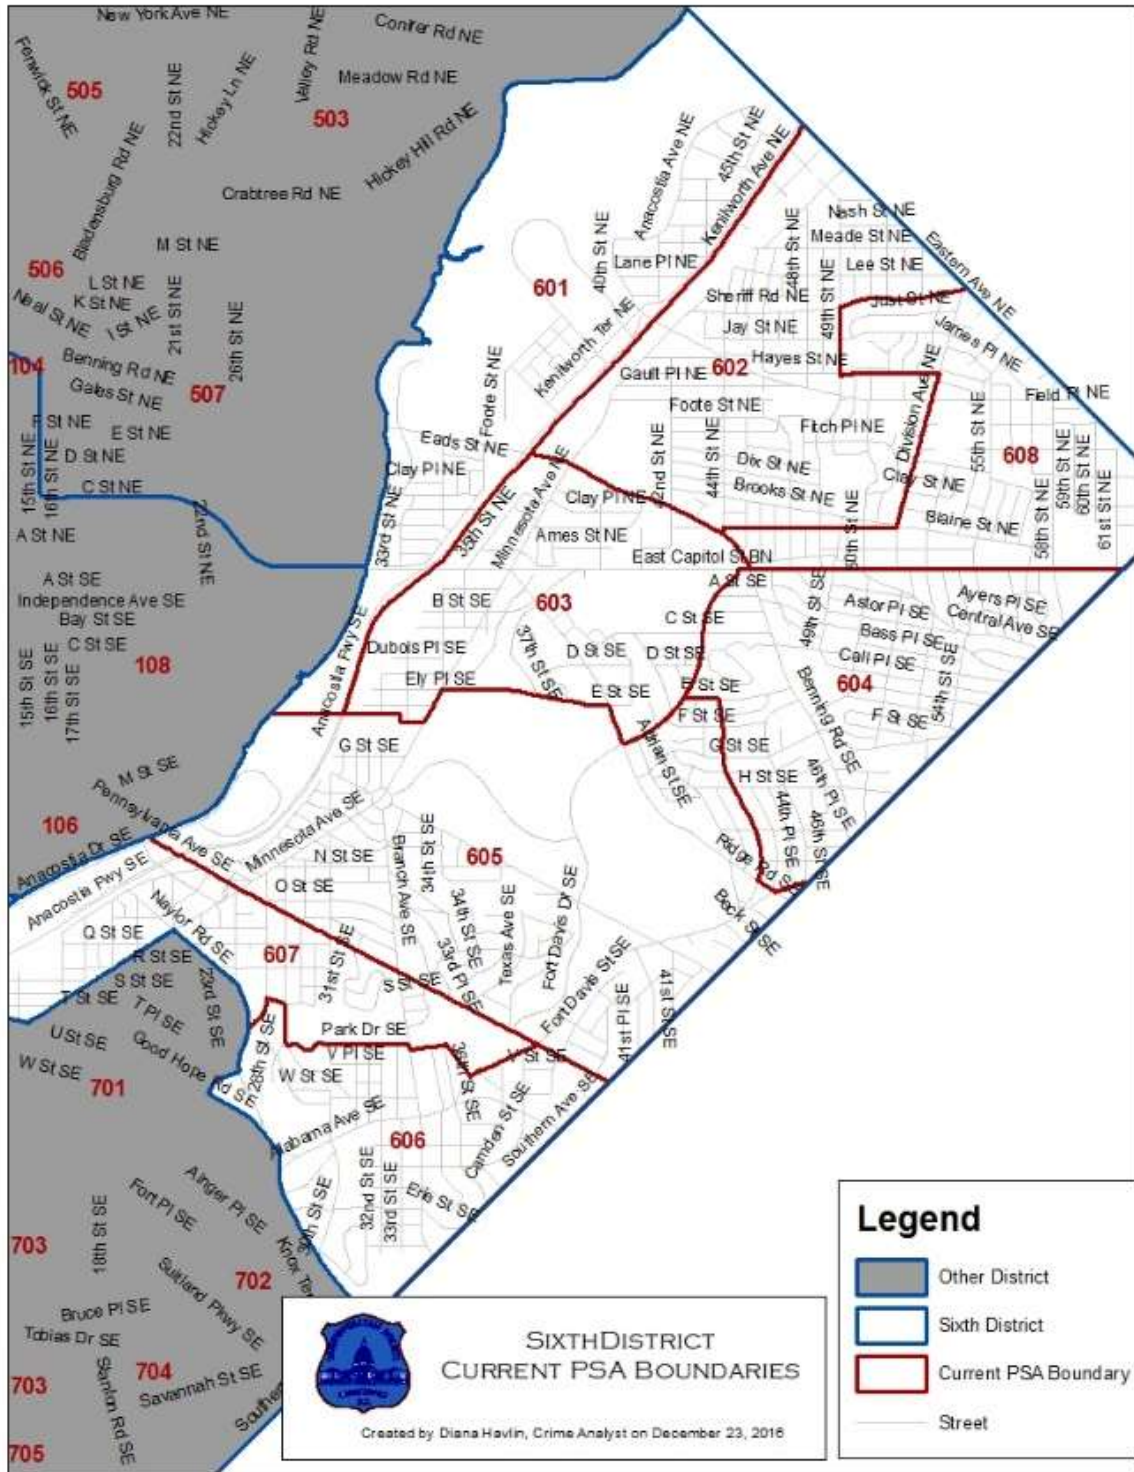 New York Ave NE
Conifer Rd NE
Fenwick St NE
505
22nd St NE
Hickey Ln NE
Valley Rd NE
Meadow Rd NE
503
Hickey Hill Rd NE
Bladensburg Rd NE
Crabtree Rd NE
M St NE
506
L St NE
K St NE
Neal St NE
I St NE
21st St NE
26th St NE
104
Benning Rd NE
Gales St NE
507
F St NE
E St NE
15th St NE
16th St NE
D St NE
C St NE
22nd St NE
A St NE
A St SE
Independence Ave SE
Bay St SE
C St SE
108
15th St SE
16th St SE
17th St SE
M St SE
Pennsylvania Ave SE
106
Anacostia Dr SE
Anacostia Fwy SE
Anacostia Ave NE
45th St NE
Kenilworth Ave NE
40th St NE
Lane Pl NE
601
Kenilworth Ter NE
Foote St NE
Eads St NE
Clay Pl NE
33rd St NE
35th St NE
Nash St NE
Meade St NE
48th St NE
Lee St NE
Eastern Ave NE
Sheriff Rd NE
49th St NE
Just St NE
Jay St NE
James Pl NE
Hayes St NE
602
Gault Pl NE
Foote St NE
Division Ave NE
Field Pl NE
Fitch Pl NE
55th St NE
608
42nd St NE
44th St NE
Dix St NE
Clay St NE
59th St NE
60th St NE
Brooks St NE
Minnesota Ave NE
Clay Pl NE
50th St NE
Blaine St NE
58th St NE
61st St NE
Ames St NE
East Capitol St BN
A St SE
B St SE
603
C St SE
49th St SE
Astor Pl SE
Ayers Pl SE
Central Ave SE
Bass Pl SE
Anacostia Fwy SE
Dubois Pl SE
37th St SE
D St SE
D St SE
Call Pl SE
604
54th St SE
Ely Pl SE
E St SE
E St SE
F St SE
F St SE
Benning Rd SE
G St SE
Adrian St SE
G St SE
H St SE
46th Pl SE
44th Pl SE
46th St SE
Ridge Rd SE
Beck St SE
Minnesota Ave SE
N St SE
Branch Ave SE
34th St SE
605
O St SE
34th St SE
33rd Pl SE
Texas Ave SE
Fort Davis Dr SE
Fort Davis St SE
Naylor Rd SE
Q St SE
R St SE
S St SE
T St SE
607
31st St SE
S St SE
23rd St SE
T Pl SE
U St SE
Good Hope Rd SE
W St SE
701
28th St SE
Park Dr SE
V Pl SE
W St SE
36th St SE
V St SE
41st Pl SE
41st St SE
Alabama Ave SE
606
Camden St SE
Southern Ave SE
32nd St SE
33rd St SE
Erie St SE
Ainger Pl SE
Fort Pl SE
18th St SE
703
702
Suitland Pkwy SE
Bruce Pl SE
Tobias Dr SE
704
703
Stanton Rd SE
Savannah St SE
705
Legend
Other District
Sixth District
Current PSA Boundary
Street
SIXTHDISTRICT
CURRENT PSA BOUNDARIES
Created by Diana Havlin, Crime Analyst on December 23, 2016